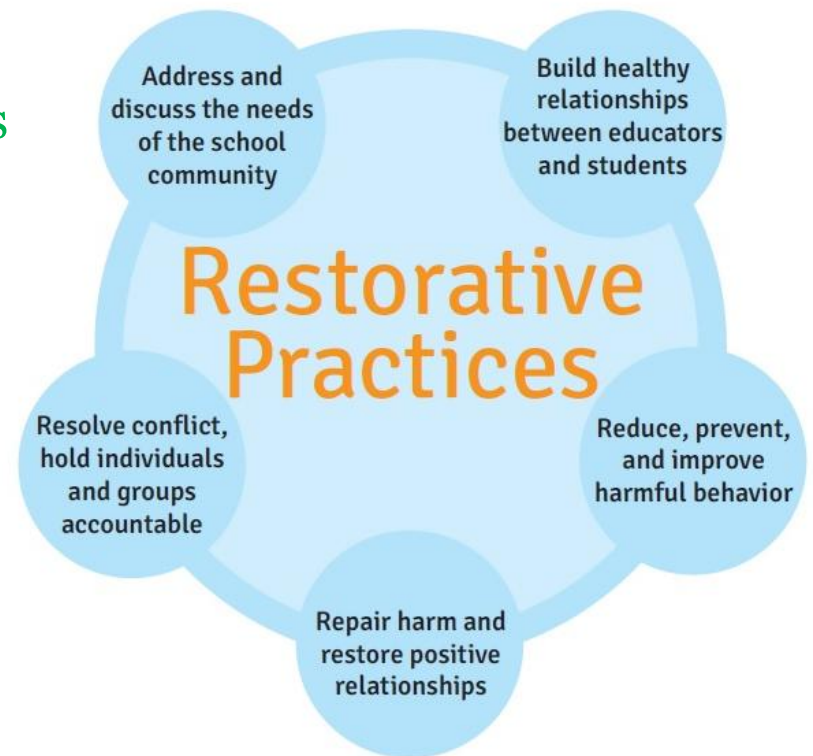 s
Address and
discuss the needs
of the school
community
Build healthy
relationships
between educators
and students
Restorative
Practices
Resolve conflict,
hold individuals
and groups
accountable
Reduce, prevent,
and improve
harmful behavior
Repair harm and
restore positive
relationships